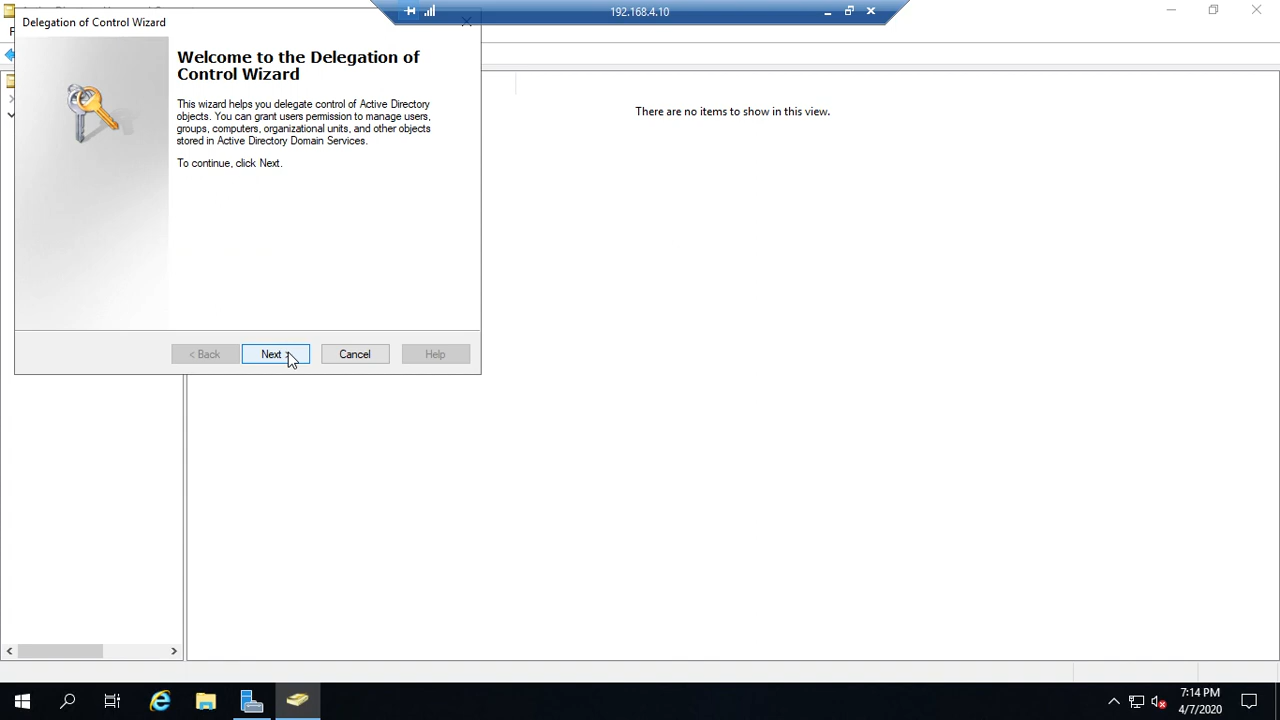 Delegation of Control Wizard
192.168.4.10
Welcome to the Delegation of
Control Wizard
This wizard helps you delegate control of Active Directory
objects. You can grant users permission to manage users,
groups, computers, organizational units, and other objects
stored in Active Directory Domain Services.
To continue, click Next.
There are no items to show in this view.
< Back
Next
Cancel
Help
7:14 PM
4/7/2020